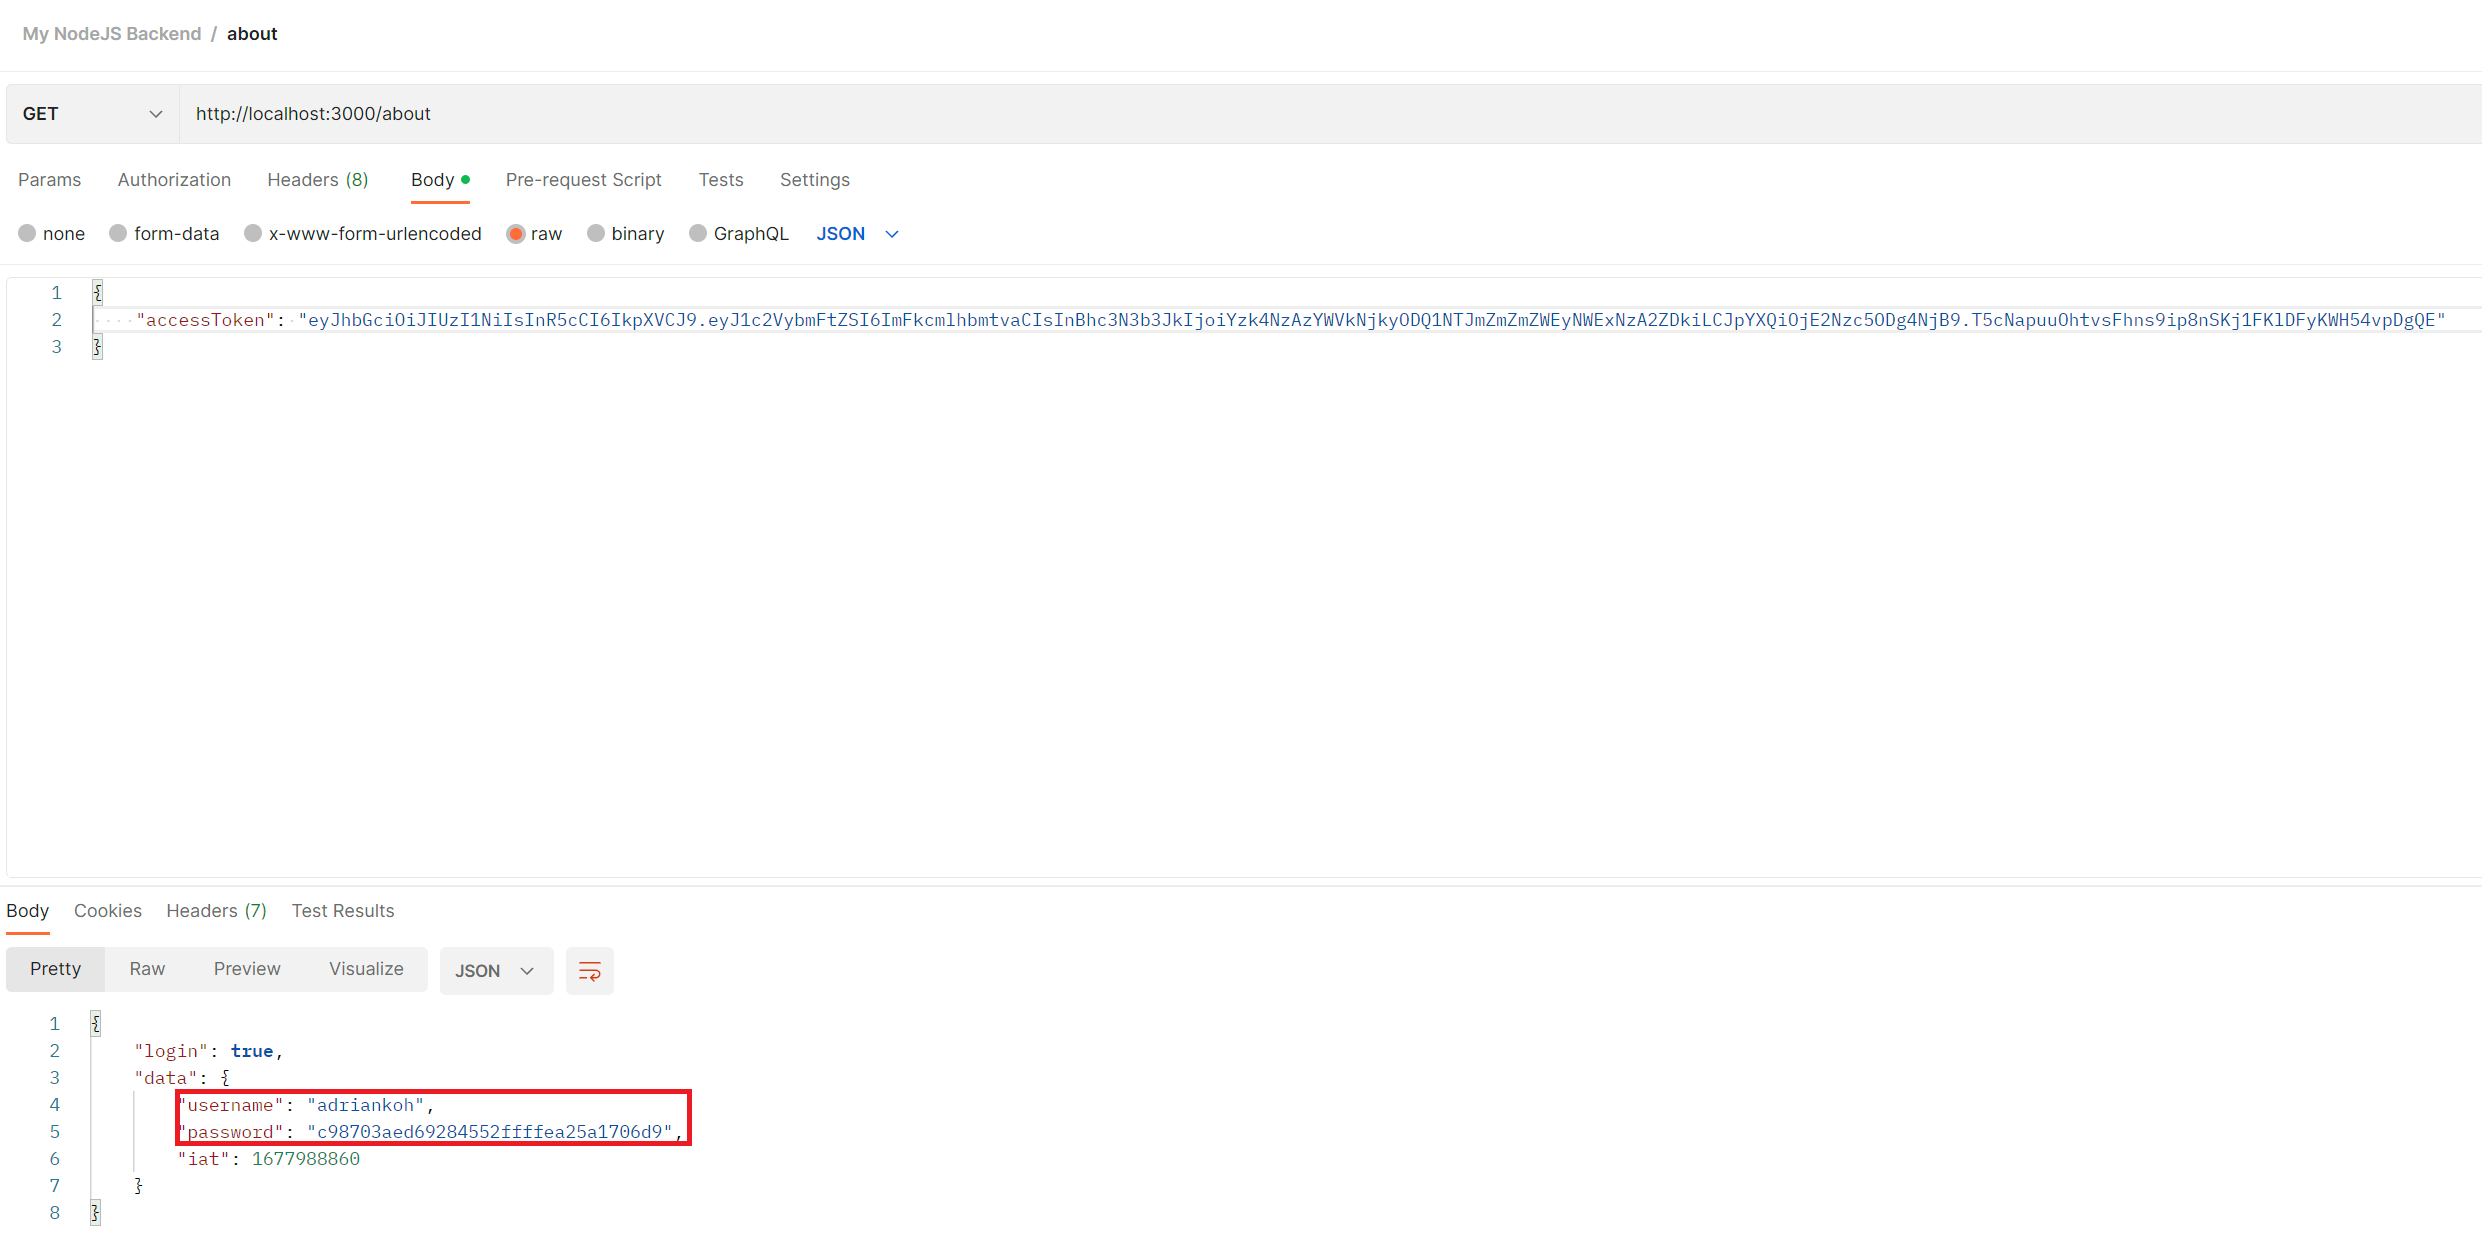 My NodeJS Backend / about
GET http://localhost:3000/about
Params Authorization Headers (8) Body Pre-request Script Tests Settings
none form-data x-www-form-urlencoded raw binary GraphQL JSON
1 {
2 "accessToken": "eyJhbGciOiJIUzI1NiIsInR5cCI6IkpXVCJ9.eyJ1c2VybmFtZSI6ImFkcmlhbmtvaCIsInBhc3N3b3JkIjoiYzk4NzAzYWVkNjkyODQ1NTJmZmZmZWEyNWExNzA2ZDkiLCJpYXQiOjE2Nzc5ODg4NjB9.T5cNapuuOhtvsFhns9ip8nSKj1FKlDFyKWH54vpDgQE"
3 }
Body Cookies Headers (7) Test Results
Pretty Raw Preview Visualize JSON
1 {
2 "login": true,
3 "data": {
4 "username": "adriankoh",
5 "password": "c98703aed69284552ffffea25a1706d9",
6 "iat": 1677988860
7 }
8 }